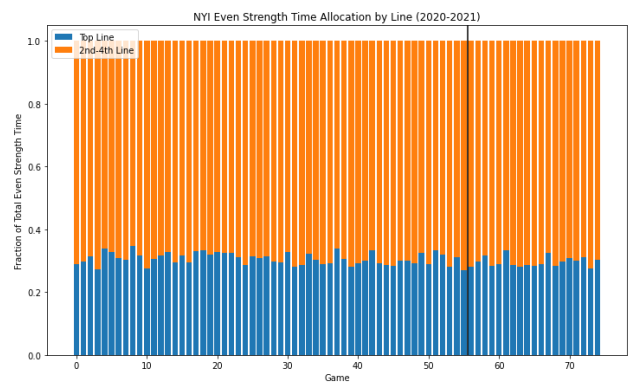 NYI Even Strength Time Allocation by Line (2020-2021)
Top Line
2nd-4th Line
Fraction of Total Even Strength Time
1.0
0.8
0.6
0.4
0.2
0.0
0 10 20 30 40 50 60 70
Game